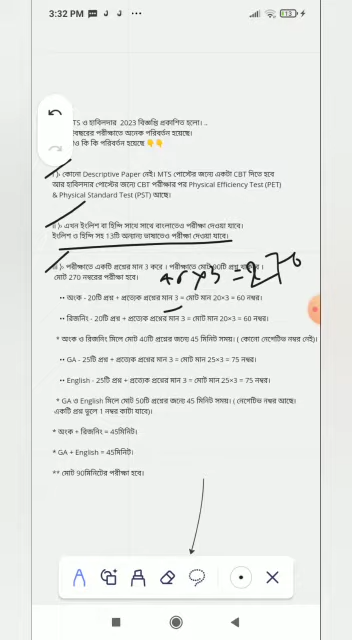 3:32 PM
TS ও হাবিলদার 2023 বিজ্ঞপ্তি প্রকাশিত হলো। ..
বছরের পরীক্ষাতে অনেক পরিবর্তন হয়েছে।
ও কি কি পরিবর্তন হয়েছে 👇👇
i )› কোনো Descriptive Paper নেই। MTS পোস্টের জন্যে একটা CBT দিতে হবে
আর হাবিলদার পোস্টের জন্যে CBT পরীক্ষার পর Physical Efficiency Test (PET)
& Physical Standard Test (PST) আছে।
ii )› এখন ইংলিশ বা হিন্দি সাথে সাথে বাংলাতেও পরীক্ষা দেওয়া যাবে।
ইংলিশ ও হিন্দি সহ 13টি অন্যান্য ভাষাতেও পরীক্ষা দেওয়া যাবে।
iii )› পরীক্ষাতে একটি প্রশ্নের মান 3 করে । পরীক্ষাতে মোট 90টি প্রশ্ন থাকবে ।
মোট 270 নম্বরের পরীক্ষা হবে।
×3 = 270
•• অংক - 20টি প্রশ্ন + প্রত্যেক প্রশ্নের মান 3 = মোট মান 20×3 = 60 নম্বর।
•• রিজনিং - 20টি প্রশ্ন + প্রত্যেক প্রশ্নের মান 3 = মোট মান 20×3 = 60 নম্বর।
* অংক ও রিজনিং মিলে মোট 40টি প্রশ্নের জন্যে 45 মিনিট সময়। ( কোনো নেগেটিভ নম্বর নেই)।
•• GA - 25টি প্রশ্ন + প্রত্যেক প্রশ্নের মান 3 = মোট মান 25×3 = 75 নম্বর।
•• English - 25টি প্রশ্ন + প্রত্যেক প্রশ্নের মান 3 = মোট মান 25×3 = 75 নম্বর।
* GA ও English মিলে মোট 50টি প্রশ্নের জন্যে 45 মিনিট সময়। ( নেগেটিভ নম্বর আছে।
একটি প্রশ্ন ভুলে 1 নম্বর কাটা যাবে)।
* অংক + রিজনিং = 45মিনিট।
* GA + English = 45মিনিট।
** মোট 90মিনিটের পরীক্ষা হবে।